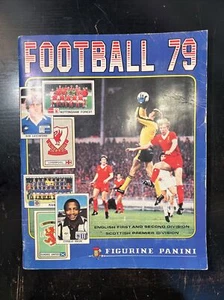 FOOTBALL 79
NOTTINGHAM FOREST
ENGLISH FIRST AND SECOND DIVISION
SCOTTISH PREMIER DIVISION
FIGURINE PANINI